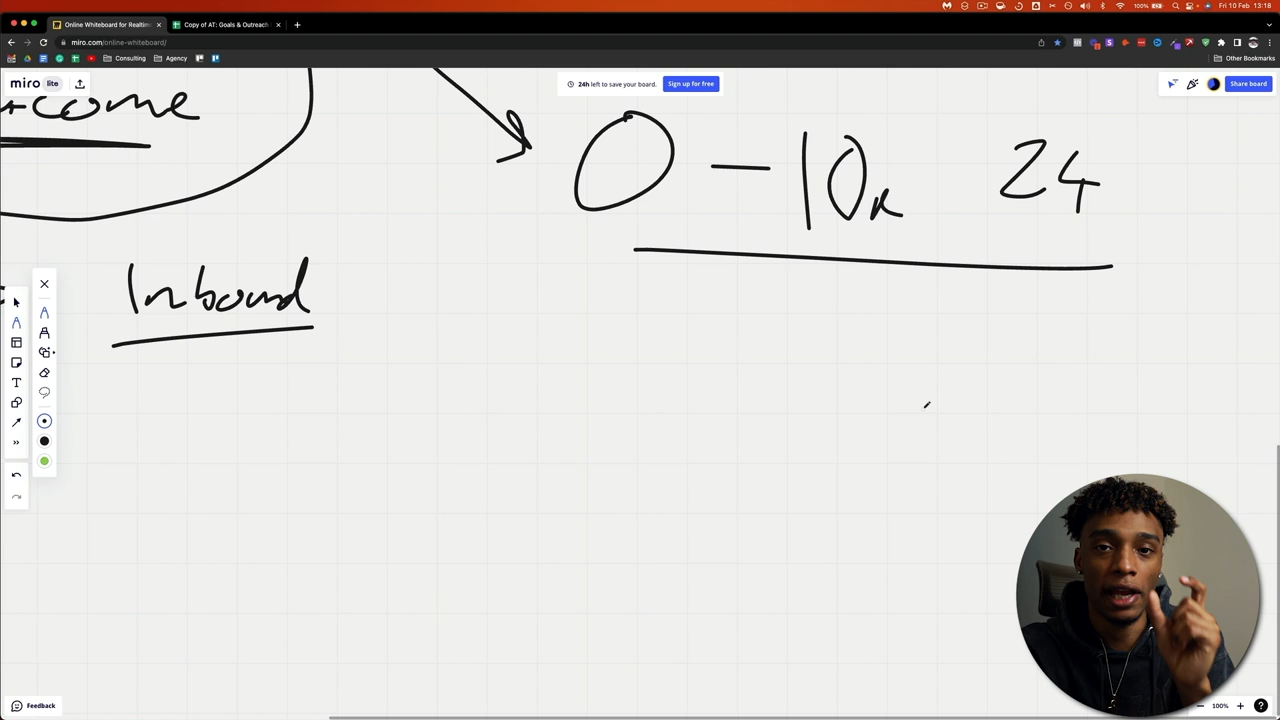 100% Fri 10 Feb 13:18
Online Whiteboard for Realtim
Copy of AT: Goals & Outreach
miro.com/online-whiteboard/
Consulting
Agency
Other Bookmarks
miro lite
24h left to save your board.
Sign up for free
Share board
come
0 - 10k 24
Inbound
Feedback
100%